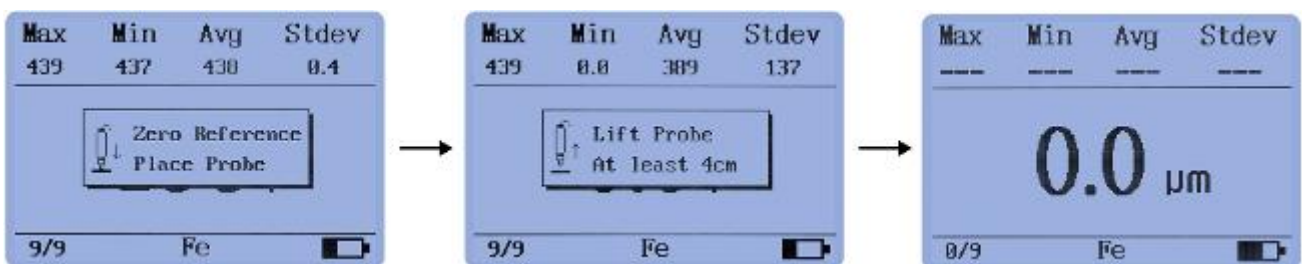 Max Min Avg Stdev
439 437 438 0.4
Zero Reference
Place Probe
9/9 Fe
Max Min Avg Stdev
439 0.0 389 137
Lift Probe
At least 4cm
9/9 Fe
Max Min Avg Stdev
--- --- --- ---
0.0 μm
0/9 Fe